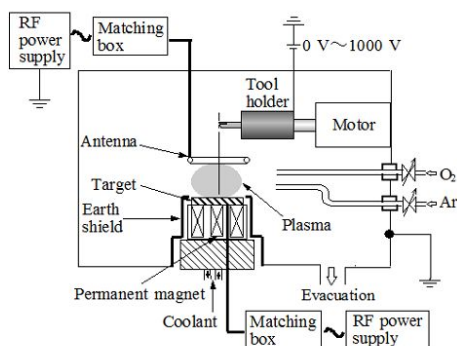 RF
power
supply
Matching
box
0 V～1000 V
Tool
holder
Motor
Antenna
Target
Earth
shield
O₂
Ar
Plasma
Permanent magnet
Coolant
Evacuation
Matching
box
RF power
supply